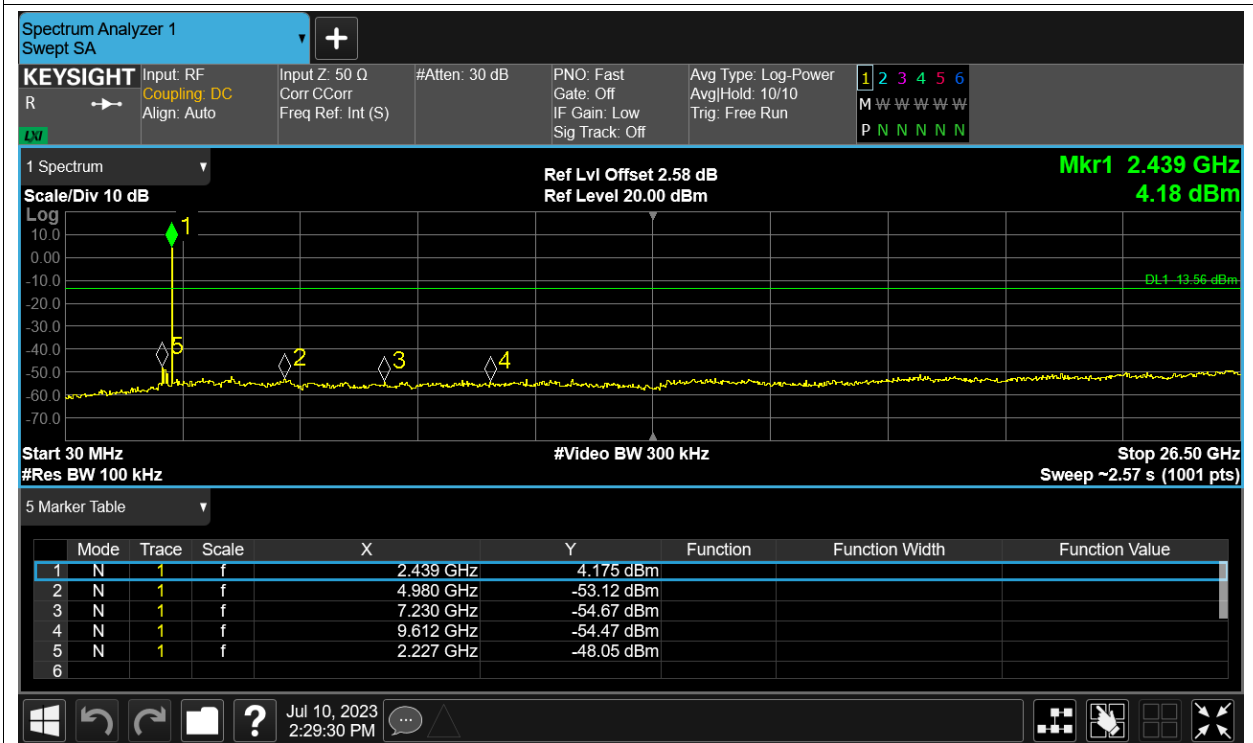 Spectrum Analyzer 1
Swept SA
+
KEYSIGHT Input: RF Input Z: 50 Ω #Atten: 30 dB PNO: Fast Avg Type: Log-Power 1 2 3 4 5 6
R Coupling: DC Corr CCorr Gate: Off Avg|Hold: 10/10 M W W W W W
Align: Auto Freq Ref: Int (S) IF Gain: Low Trig: Free Run
LXI Sig Track: Off P N N N N N
1 Spectrum Ref Lvl Offset 2.58 dB Mkr1 2.439 GHz
Scale/Div 10 dB Ref Level 20.00 dBm 4.18 dBm
Log
1
10.0
0.00
-10.0 DL1 -13.56 dBm
-20.0
-30.0
-40.0 5 2 3 4
-50.0
-60.0
-70.0
Start 30 MHz #Video BW 300 kHz Stop 26.50 GHz
#Res BW 100 kHz Sweep ~2.57 s (1001 pts)
5 Marker Table
Mode Trace Scale X Y Function Function Width Function Value
1 N 1 f 2.439 GHz 4.175 dBm
2 N 1 f 4.980 GHz -53.12 dBm
3 N 1 f 7.230 GHz -54.67 dBm
4 N 1 f 9.612 GHz -54.47 dBm
5 N 1 f 2.227 GHz -48.05 dBm
6
? Jul 10, 2023
2:29:30 PM